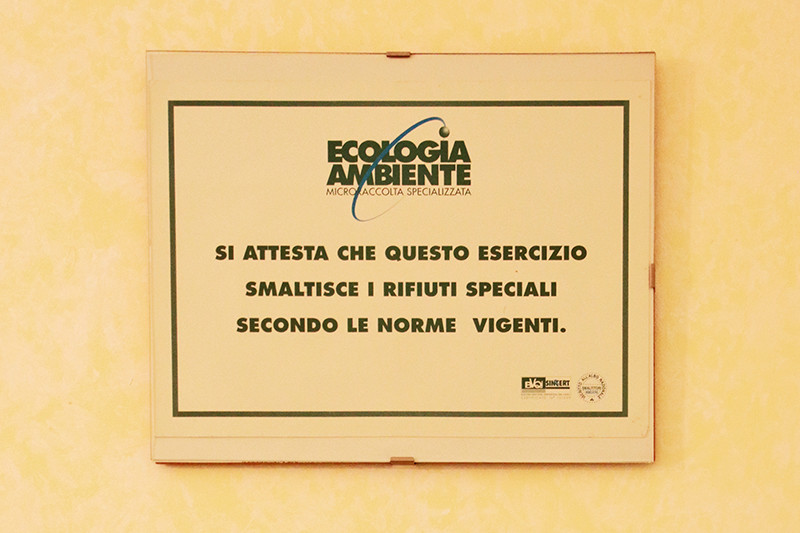 ECOLOGIA
AMBIENTE
MICRORACCOLTA SPECIALIZZATA
SI ATTESTA CHE QUESTO ESERCIZIO
SMALTISCE I RIFIUTI SPECIALI
SECONDO LE NORME VIGENTI.
SINCERT